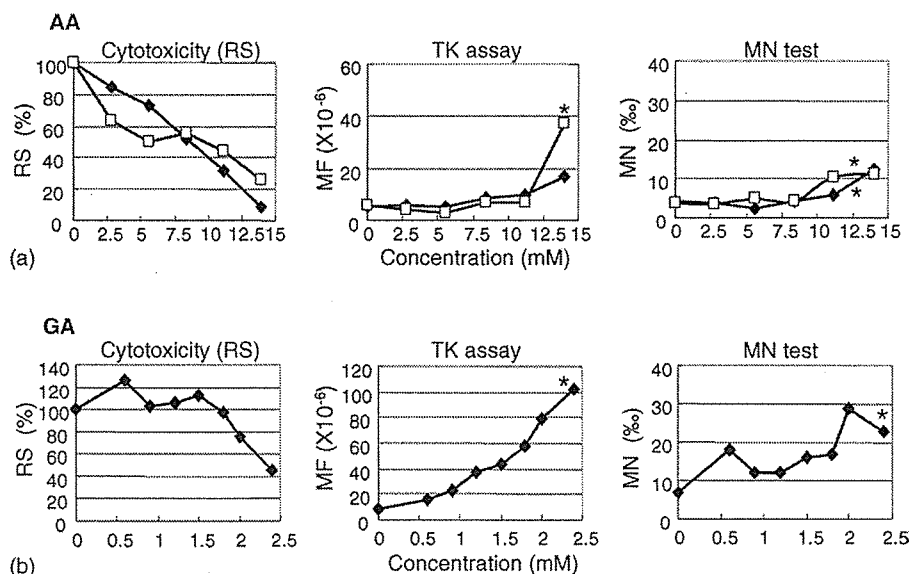 AA
Cytotoxicity (RS)
TK assay
MN test
RS (%)
100
80
60
40
20
0
0 2.5 5 7.5 10 12.5 15
MF (X10⁻⁶)
60
40
20
0
*
0 2.5 5 7.5 10 12.5 15
MN (‰)
40
30
20
10
0
*
*
0 2.5 5 7.5 10 12.5 15
(a)
Concentration (mM)
GA
Cytotoxicity (RS)
TK assay
MN test
RS (%)
140
120
100
80
60
40
20
0
0 0.5 1 1.5 2 2.5
MF (X10⁻⁶)
120
100
80
60
40
20
0
*
0 0.5 1 1.5 2 2.5
MN (‰)
40
30
20
10
0
*
0 0.5 1 1.5 2 2.5
(b)
Concentration (mM)